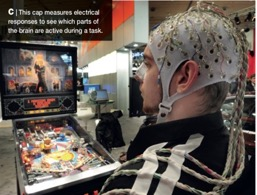 C | This cap measures electrical
responses to see which parts of
the brain are active during a task.